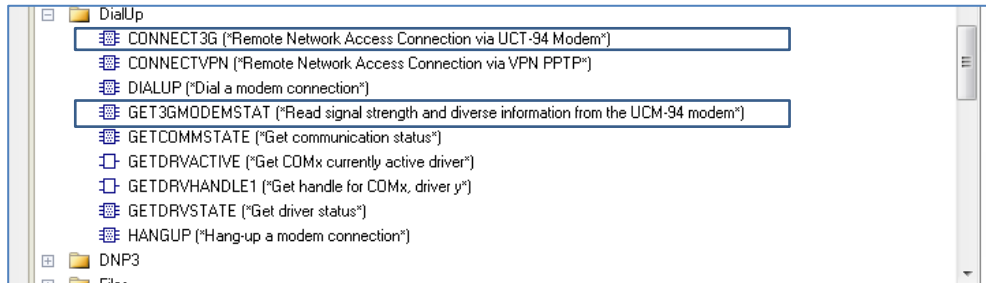 DialUp
CONNECT3G (*Remote Network Access Connection via UCT-94 Modem*)
CONNECTVPN (*Remote Network Access Connection via VPN PPTP*)
DIALUP (*Dial a modem connection*)
GET3GMODEMSTAT (*Read signal strength and diverse information from the UCM-94 modem*)
GETCOMMSTATE (*Get communication status*)
GETDRVACTIVE (*Get COMx currently active driver*)
GETDRVHANDLE1 (*Get handle for COMx, driver y*)
GETDRVSTATE (*Get driver status*)
HANGUP (*Hang-up a modem connection*)
DNP3